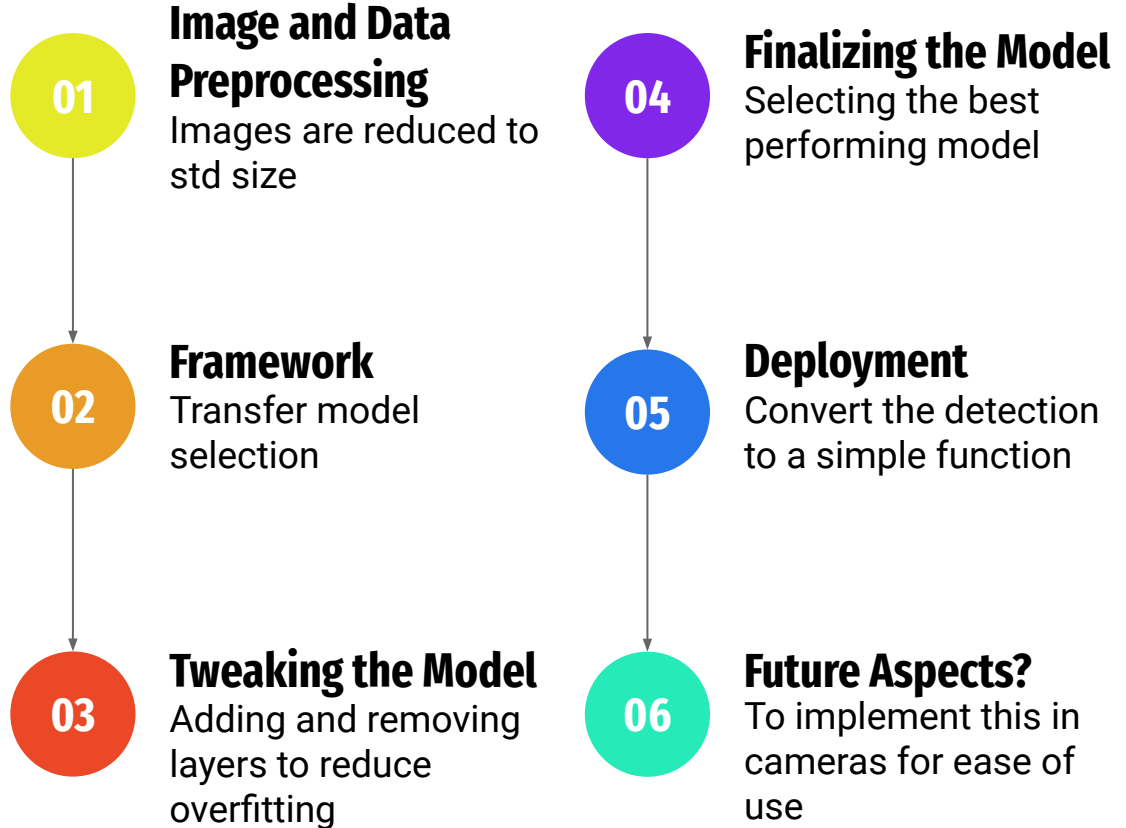 01
Image and Data
Preprocessing
Images are reduced to
std size
02
Framework
Transfer model
selection
03
Tweaking the Model
Adding and removing
layers to reduce
overfitting
04
Finalizing the Model
Selecting the best
performing model
05
Deployment
Convert the detection
to a simple function
06
Future Aspects?
To implement this in
cameras for ease of
use